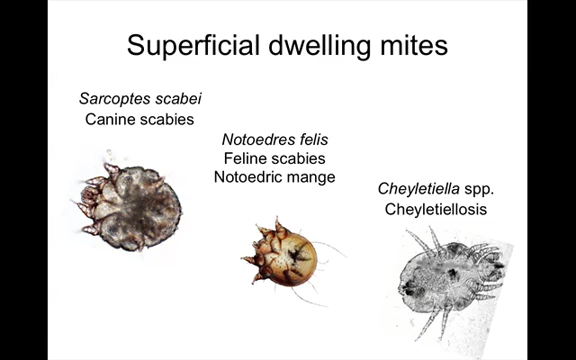 Superficial dwelling mites
Sarcoptes scabei
Canine scabies
Notoedres felis
Feline scabies
Notoedric mange
Cheyletiella spp.
Cheyletiellosis